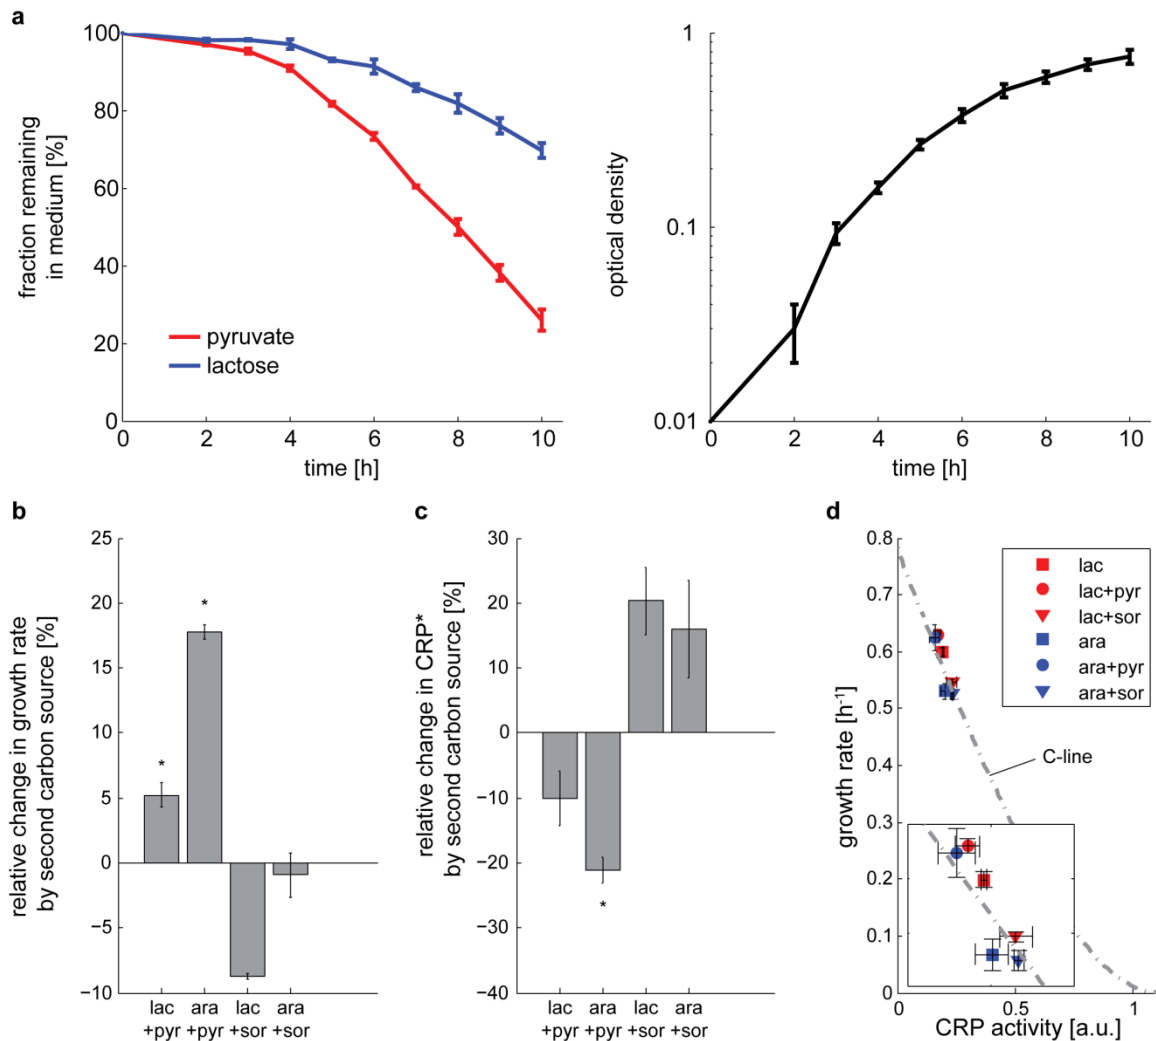 a
fraction remaining
in medium [%]
100
80
60
40
20
0
pyruvate
lactose
0 2 4 6 8 10
time [h]
optical density
1
0.1
0.01
0 2 4 6 8 10
time [h]
b
relative change in growth rate
by second carbon source [%]
25
20
15
10
5
0
−5
−10
*
*
lac ara lac ara
+pyr +pyr +sor +sor
c
relative change in CRP*
by second carbon source [%]
30
20
10
0
−10
−20
−30
−40
*
lac ara lac ara
+pyr +pyr +sor +sor
d
growth rate [h-1]
0.8
0.7
0.6
0.5
0.4
0.3
0.2
0.1
0
lac
lac+pyr
lac+sor
ara
ara+pyr
ara+sor
C-line
0 0.5 1
CRP activity [a.u.]